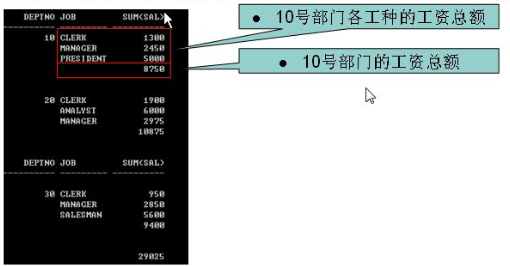 DEPTNO JOB SUM(SAL)
10 CLERK 1300
MANAGER 2450
PRESIDENT 5000
8750
20 CLERK 1900
ANALYST 6000
MANAGER 2975
10875
DEPTNO JOB SUM(SAL)
30 CLERK 950
MANAGER 2850
SALESMAN 5600
9400
29025
● 10号部门各工种的工资总额
● 10号部门的工资总额